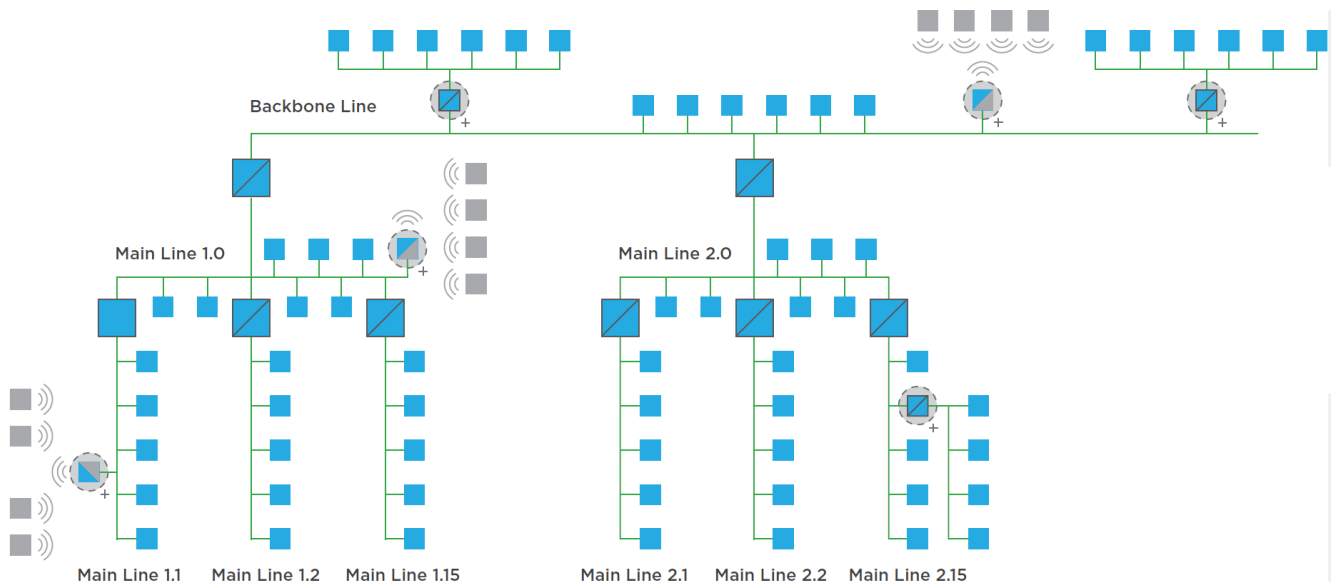 Backbone Line
+
+
+
Main Line 1.0
+
Main Line 2.0
+
+
Main Line 1.1
Main Line 1.2
Main Line 1.15
Main Line 2.1
Main Line 2.2
Main Line 2.15